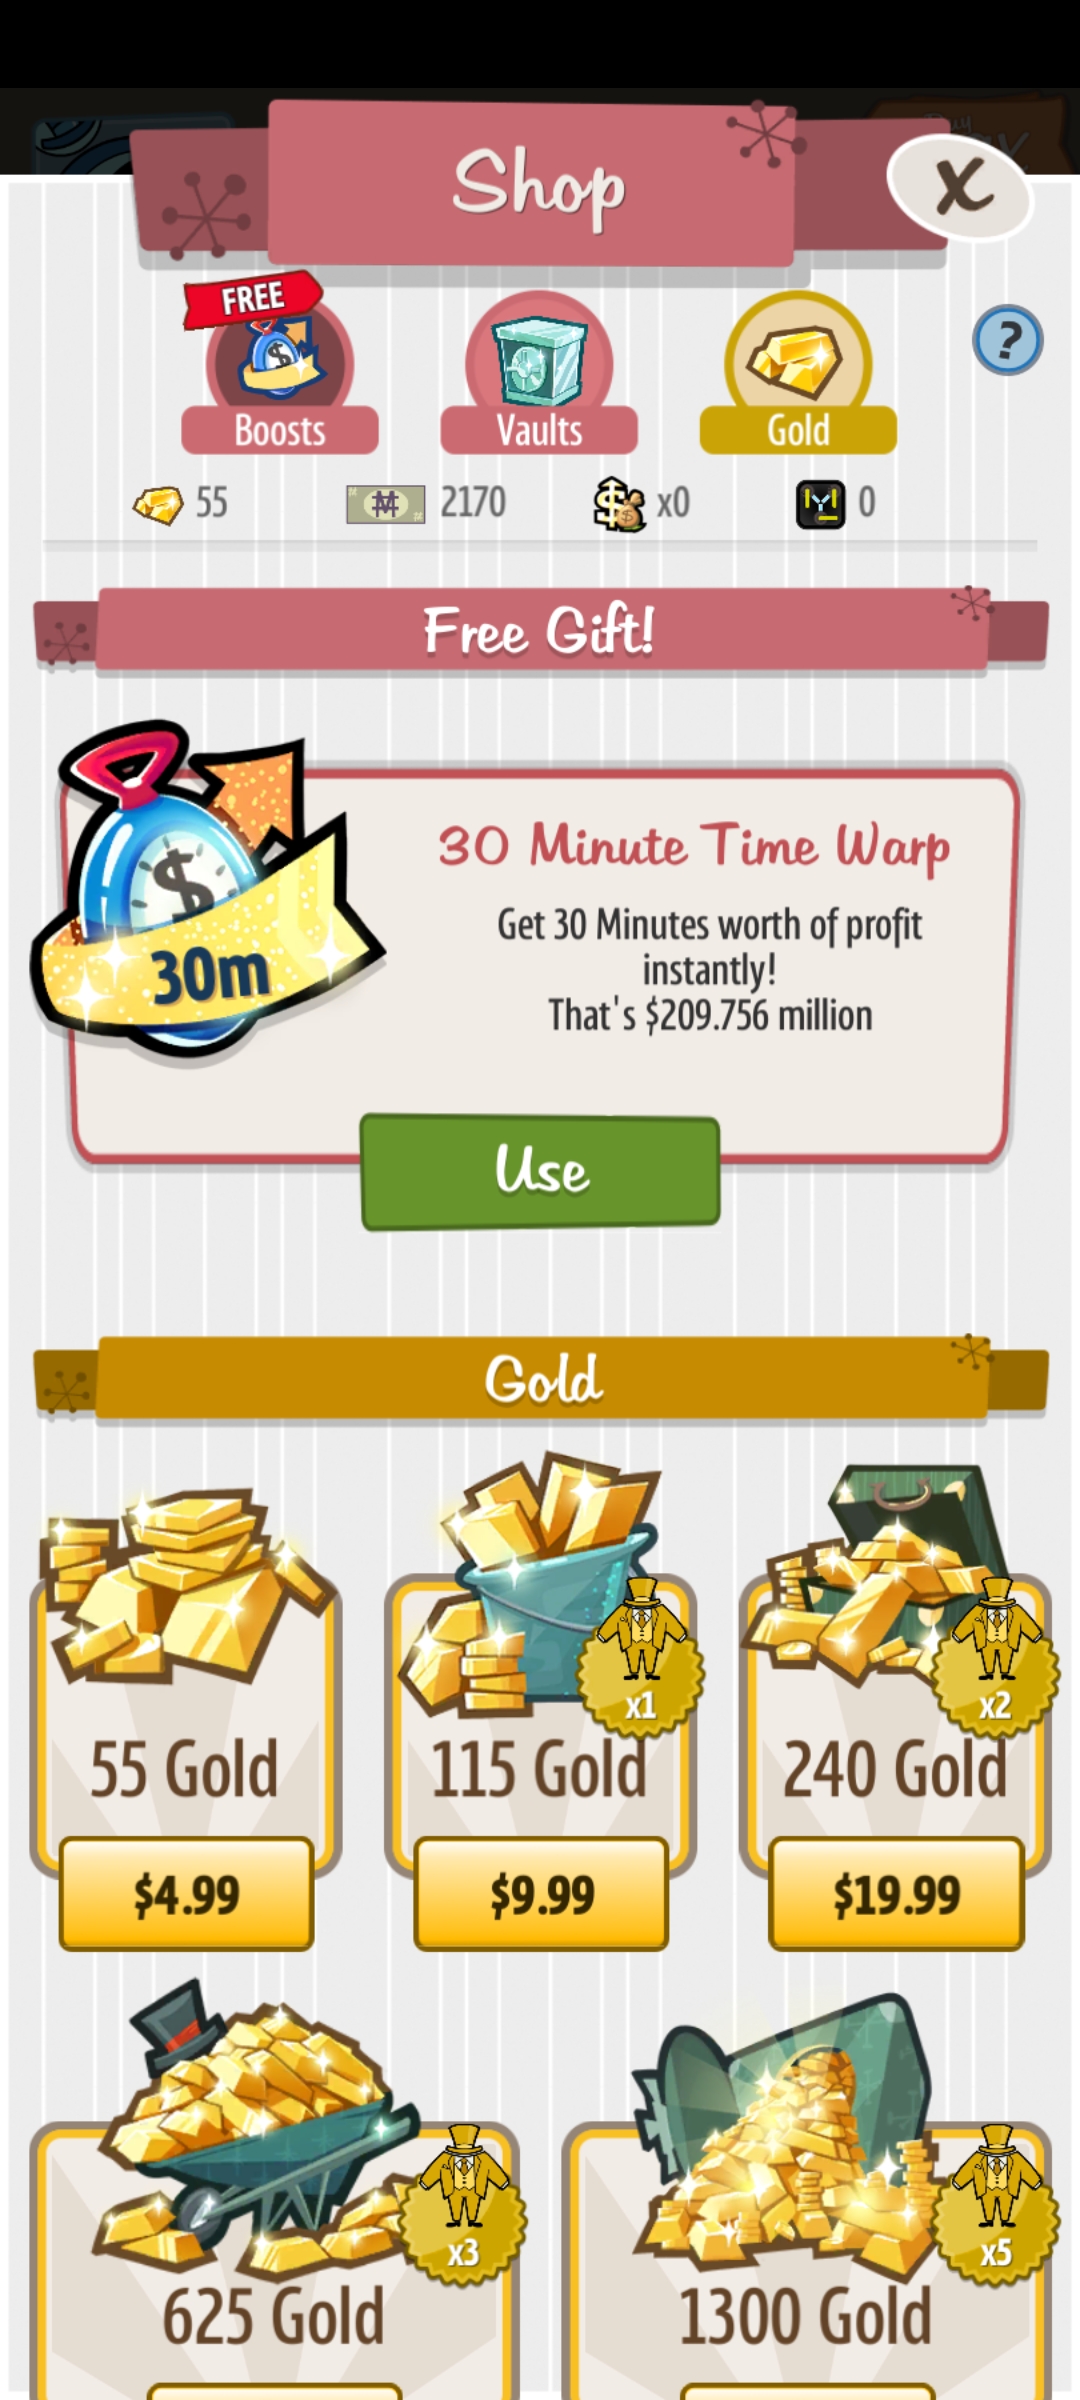 Shop
X
FREE
Boosts
Vaults
Gold
?
55
2170
x0
0
Free Gift!
30m
30 Minute Time Warp
Get 30 Minutes worth of profit
instantly!
That's $209.756 million
Use
Gold
x1
x2
55 Gold
115 Gold
240 Gold
$4.99
$9.99
$19.99
x3
x5
625 Gold
1300 Gold